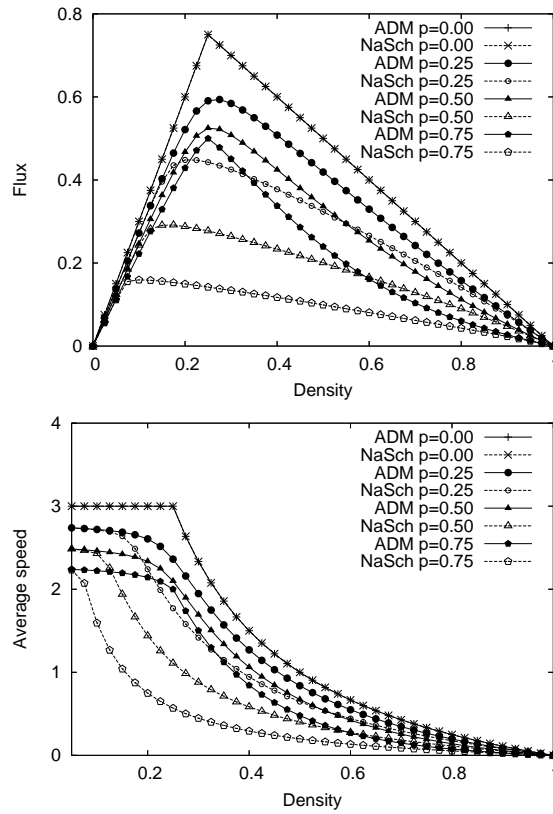 0.8
0.6
0.4
0.2
0
Flux
ADM p=0.00
NaSch p=0.00
ADM p=0.25
NaSch p=0.25
ADM p=0.50
NaSch p=0.50
ADM p=0.75
NaSch p=0.75
0 0.2 0.4 0.6 0.8 1
Density
4
3
2
1
0
Average speed
ADM p=0.00
NaSch p=0.00
ADM p=0.25
NaSch p=0.25
ADM p=0.50
NaSch p=0.50
ADM p=0.75
NaSch p=0.75
0.2 0.4 0.6 0.8 1
Density